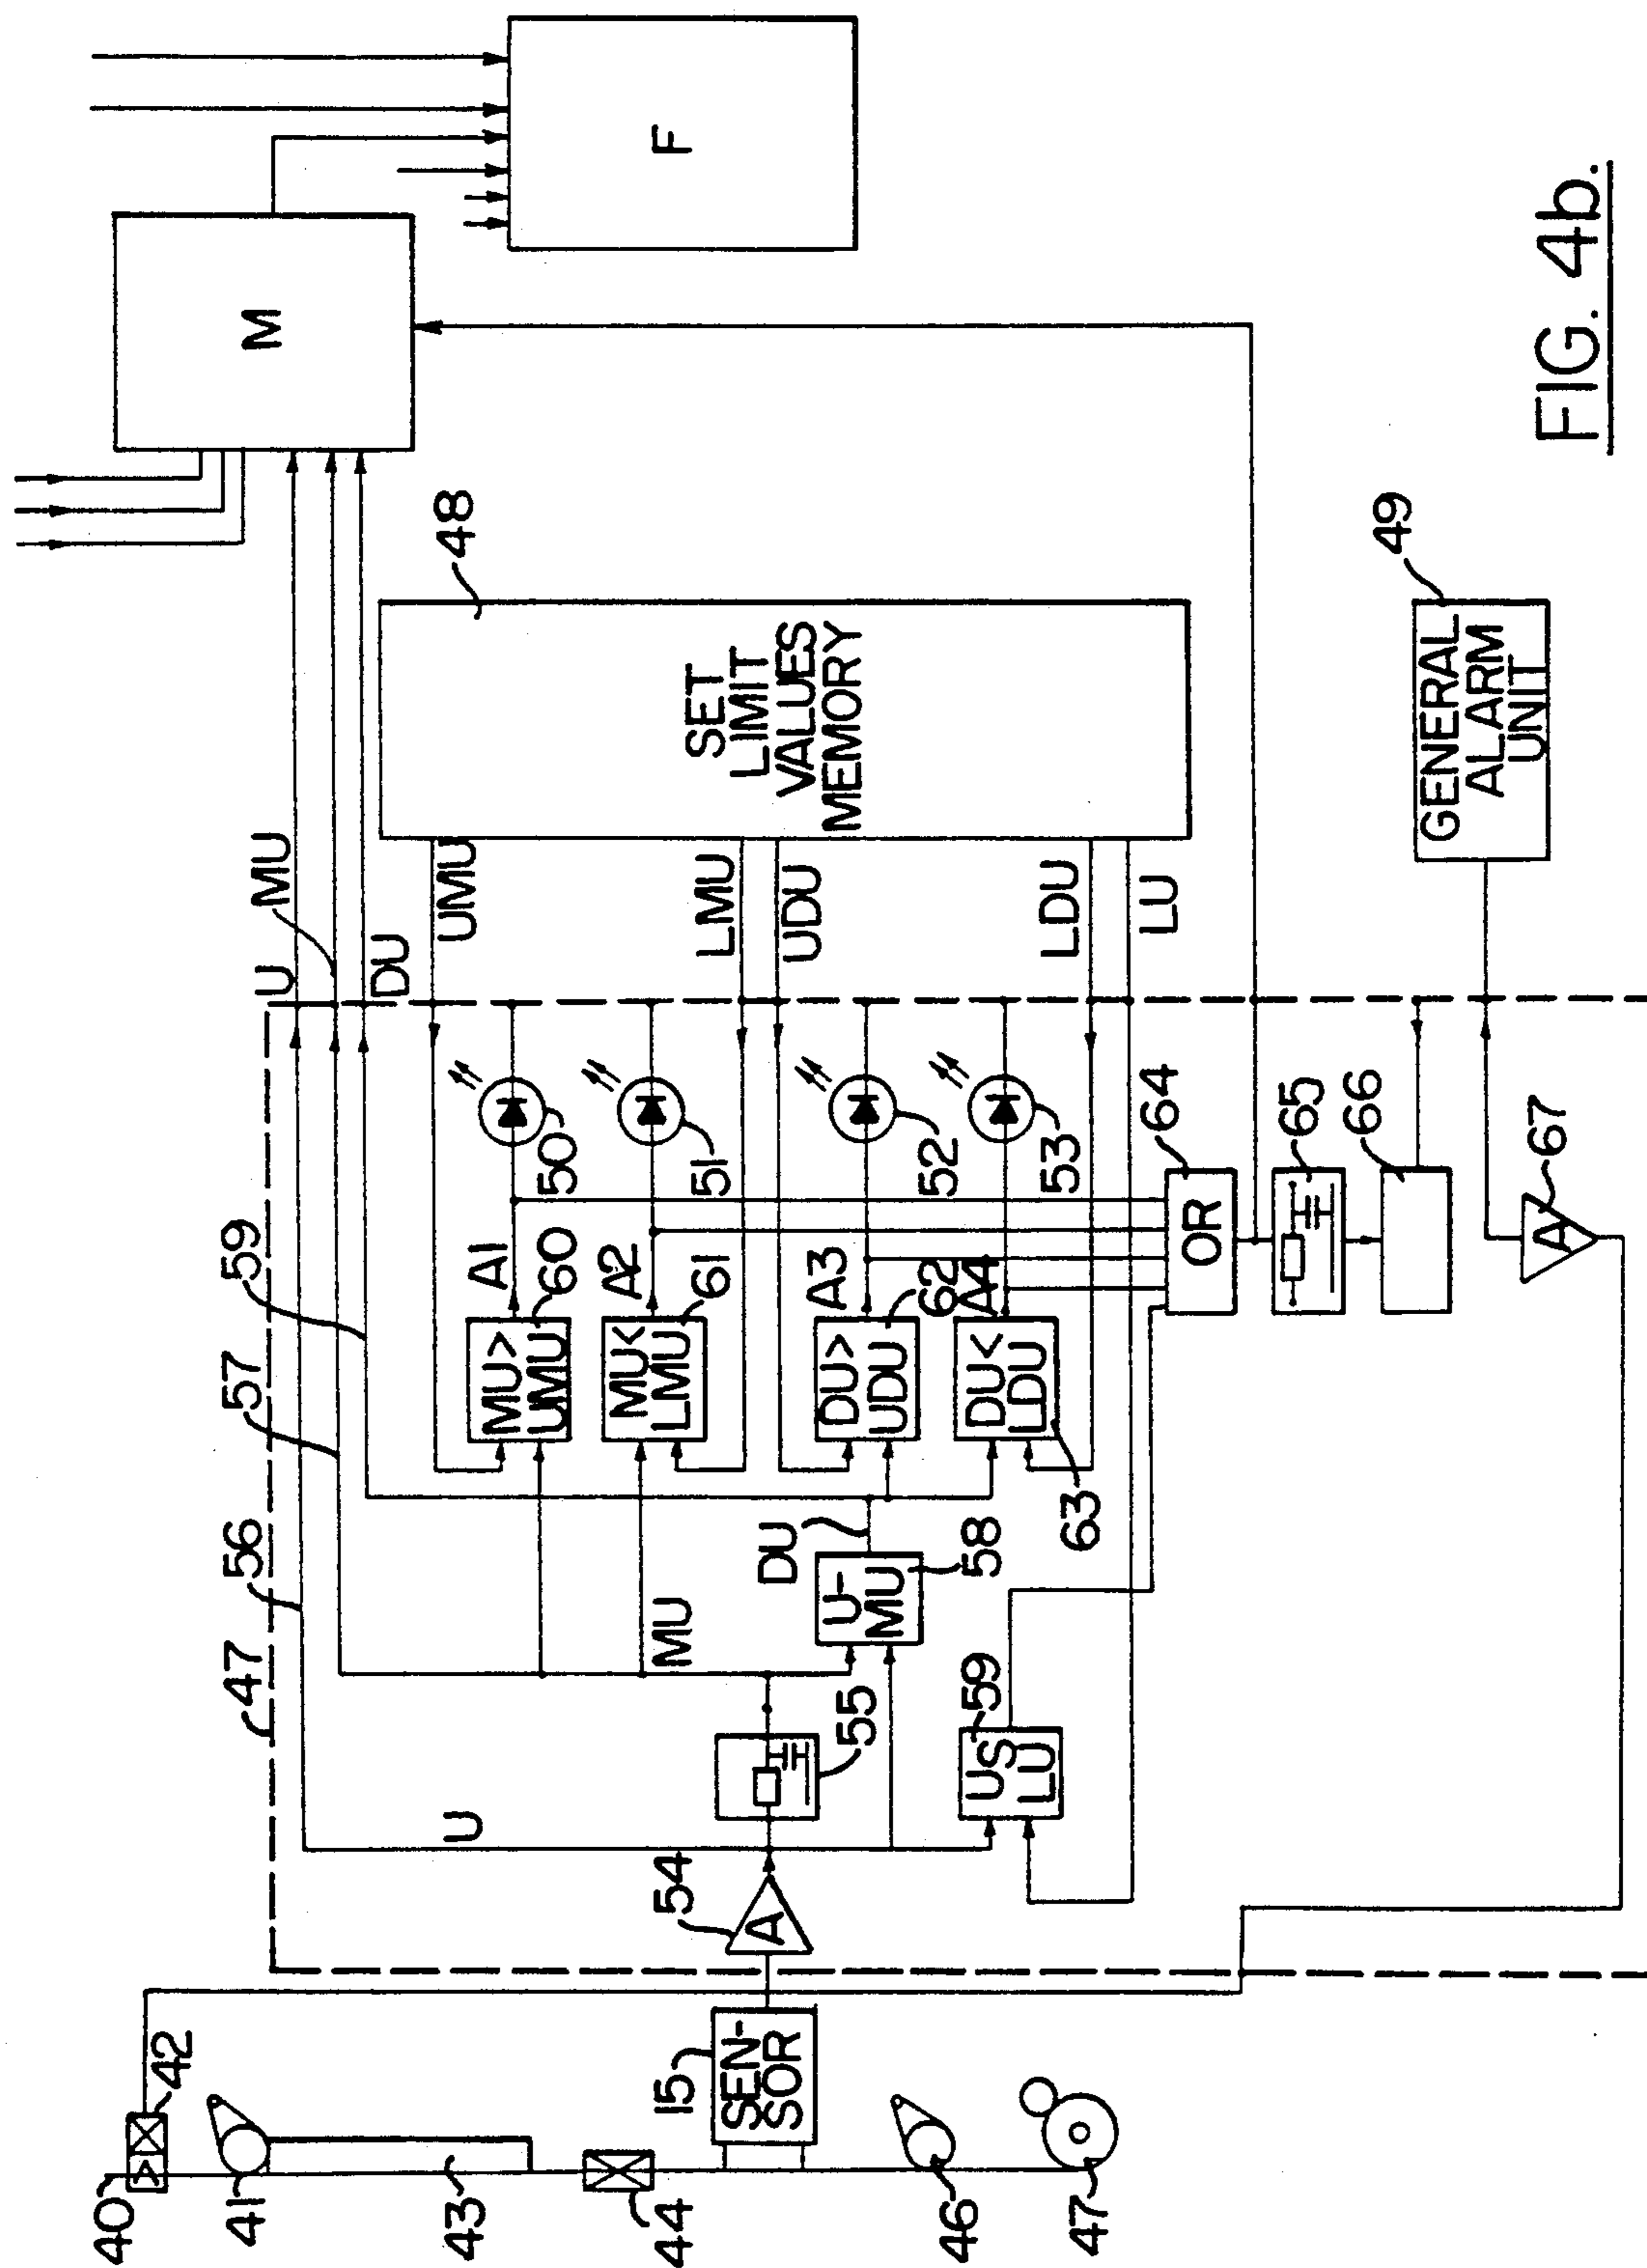 40
42
41
43
44
15
SEN-
SOR
46
47
47
56
57
59
U
MU
DU
54
A
U
55
MU
U-
MU
58
DU
US
LU
59
MU>
UMU
60
A1
50
MU<
LMU
61
A2
51
DU>
UDU
62
A3
52
DU<
LDU
63
A4
53
UMU
LMU
UDU
LDU
LU
SET
LIMIT
VALUES
MEMORY
48
OR
64
65
66
A
67
GENERAL
ALARM
UNIT
49
M
F
FIG. 4b.